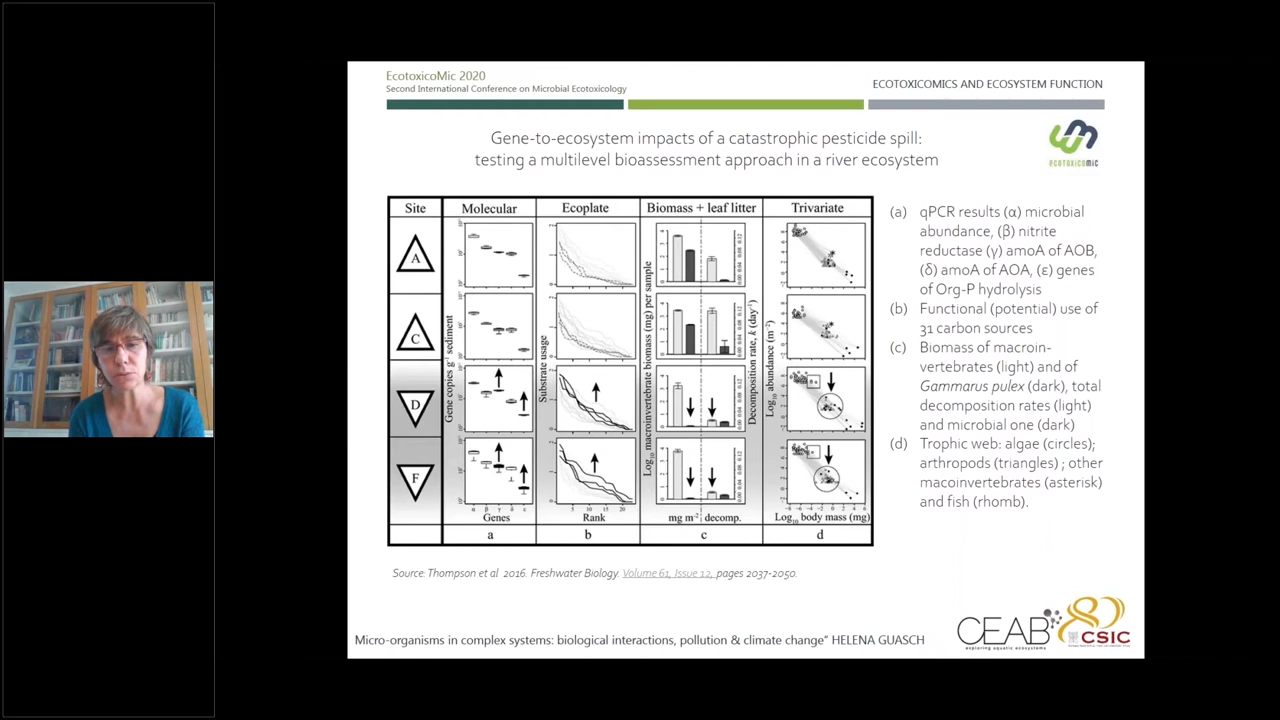 EcotoxicoMic 2020
Second International Conference on Microbial Ecotoxicology
ECOTOXICOMICS AND ECOSYSTEM FUNCTION
Gene-to-ecosystem impacts of a catastrophic pesticide spill:
testing a multilevel bioassessment approach in a river ecosystem
ecotoxicomic
Site
Molecular
Ecoplate
Biomass + leaf litter
Trivariate
A
C
D
F
Gene copies g⁻¹ sediment
Substrate usage
Log₁₀ macroinvertebrate biomass (mg) per sample
Decomposition rate, k (day⁻¹)
Log₁₀ abundance (m⁻²)
Genes
Rank
mg m⁻² decomp.
Log₁₀ body mass (mg)
a
b
c
d
(a) qPCR results (α) microbial
abundance, (β) nitrite
reductase (γ) amoA of AOB,
(δ) amoA of AOA, (ε) genes
of Org-P hydrolysis
(b) Functional (potential) use of
31 carbon sources
(c) Biomass of macroin-
vertebrates (light) and of
Gammarus pulex (dark), total
decomposition rates (light)
and microbial one (dark)
(d) Trophic web: algae (circles);
arthropods (triangles) ; other
macoinvertebrates (asterisk)
and fish (rhomb).
Source: Thompson et al 2016. Freshwater Biology. Volume 61, Issue 12, pages 2037-2050.
Micro-organisms in complex systems: biological interactions, pollution & climate change" HELENA GUASCH
CEAB
exploring aquatic ecosystems
80
CSIC